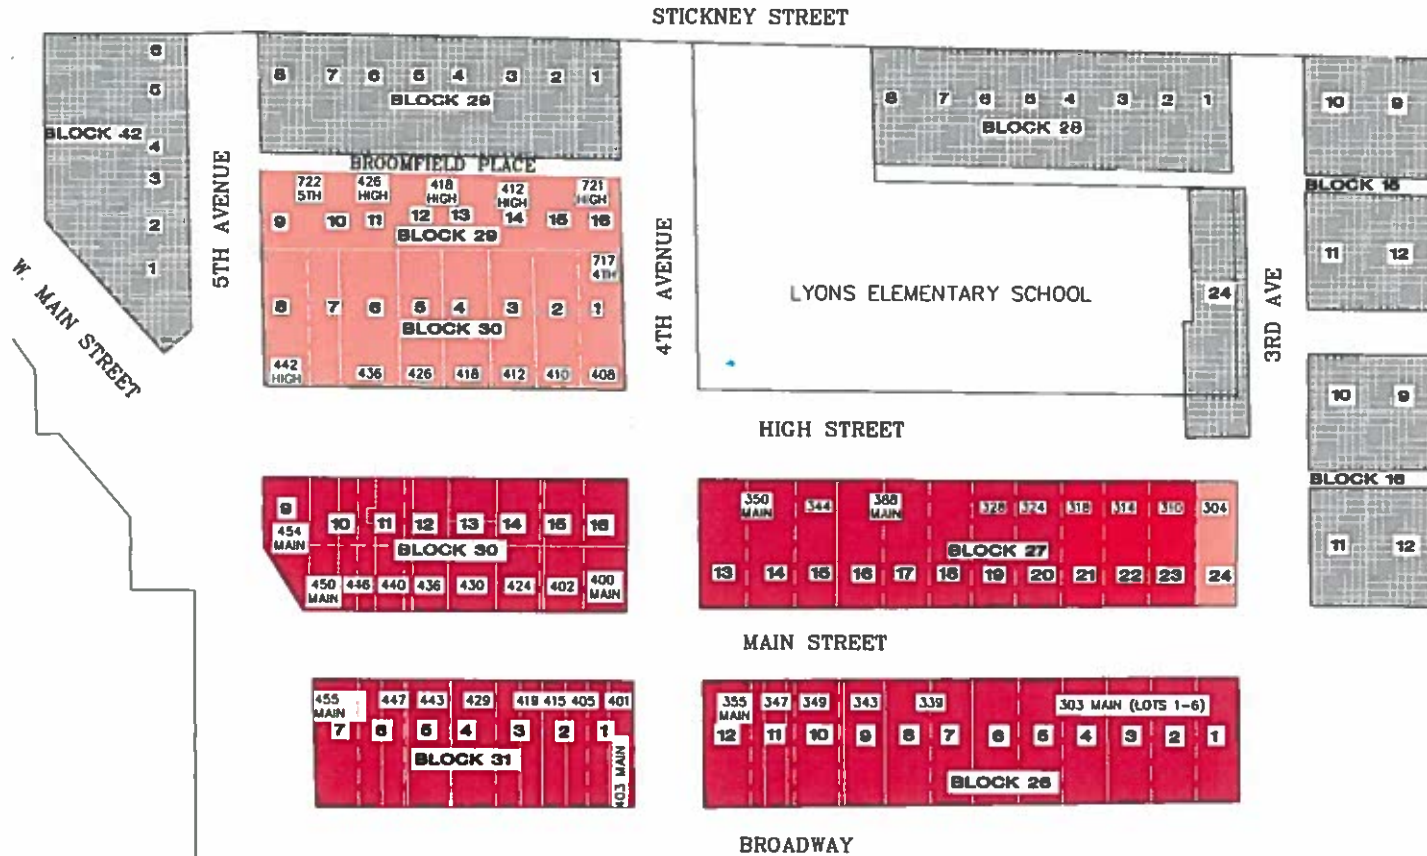 STICKNEY STREET
6
5
BLOCK 42
4
3
2
1
W. MAIN STREET
5TH AVENUE
8 7 6 5 4 3 2 1
BLOCK 29
BROOMFIELD PLACE
722 5TH
426 HIGH
418 HIGH
412 HIGH
721 HIGH
9 10 11 12 13 14 15 16
BLOCK 29
717 4TH
8 7 6 5 4 3 2 1
BLOCK 30
442 HIGH
436 426 418 412 410 408
4TH AVENUE
8 7 6 5 4 3 2 1
BLOCK 28
LYONS ELEMENTARY SCHOOL
24
3RD AVE
10 9
BLOCK 15
11 12
10 9
BLOCK 16
11 12
HIGH STREET
9 10 11 12 13 14 15 16
454 MAIN
BLOCK 30
450 MAIN
446 440 436 430 424 402
400 MAIN
350 MAIN
344
388 MAIN
328 324 318 314 310 304
BLOCK 27
13 14 15 16 17 18 19 20 21 22 23 24
MAIN STREET
455 MAIN
447 443 429 419 415 405 401
7 6 5 4 3 2 1
BLOCK 31
403 MAIN
355 MAIN
347 349 343 339
303 MAIN (LOTS 1-6)
12 11 10 9 8 7 6 5 4 3 2 1
BLOCK 26
BROADWAY